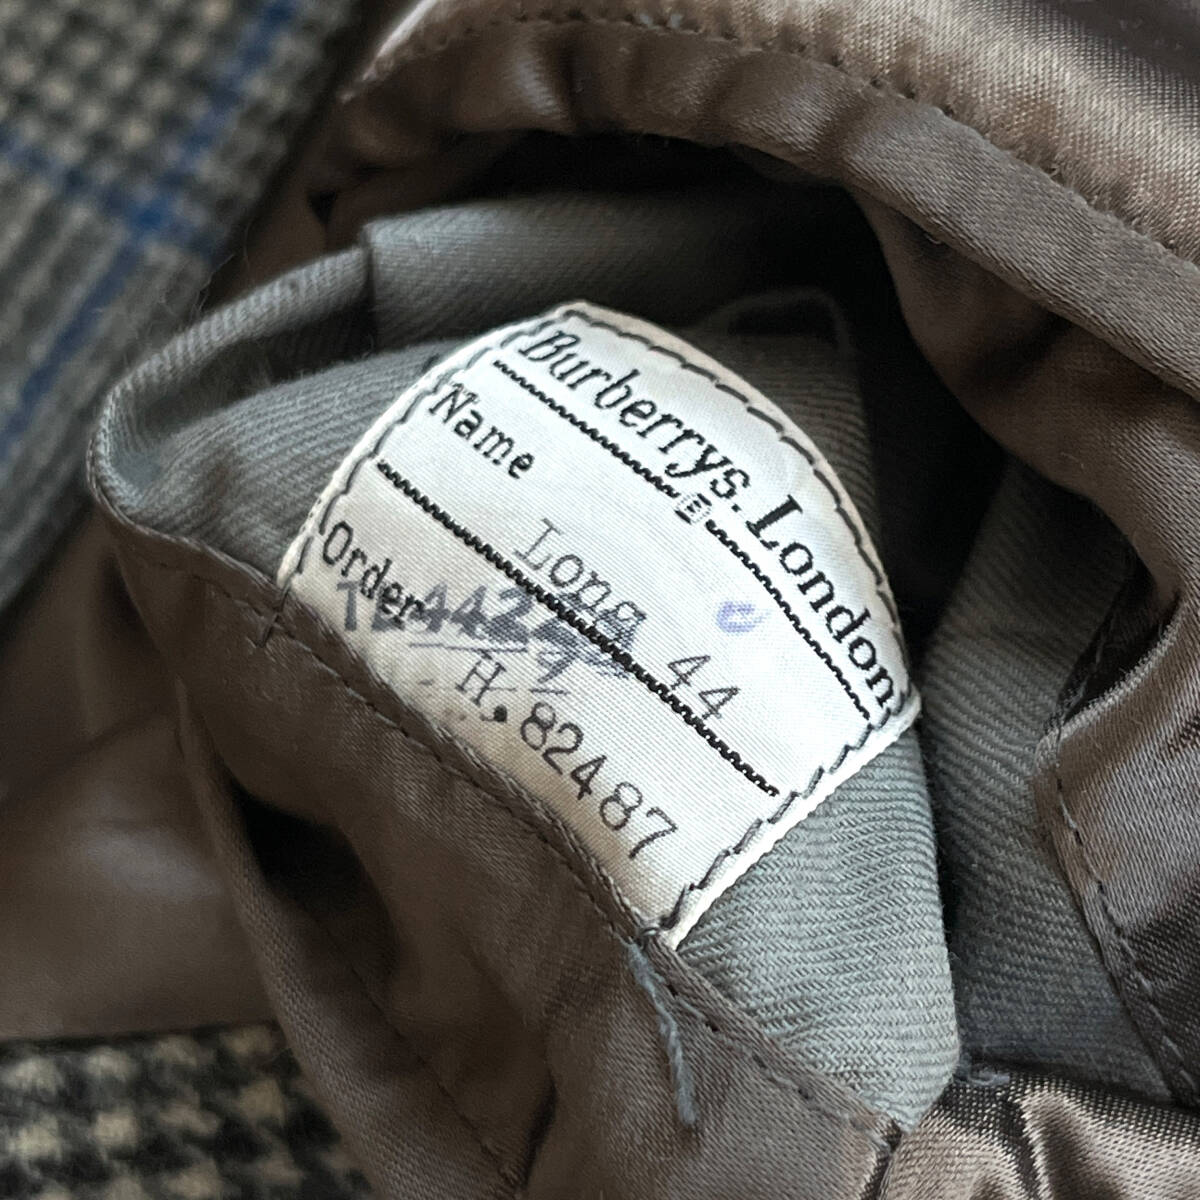 Burberrys. London
B
Name
Long 44
Order
H. 82487